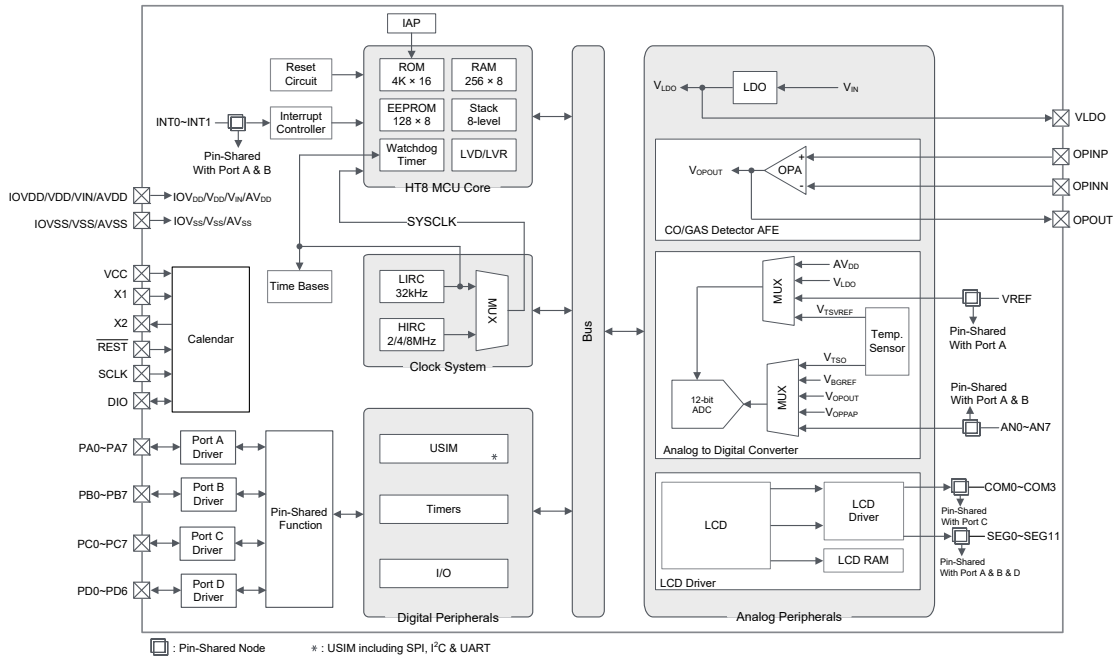 IAP
Reset
Circuit
ROM
4K × 16
RAM
256 × 8
INT0~INT1
Interrupt
Controller
EEPROM
128 × 8
Stack
8-level
Pin-Shared
With Port A & B
Watchdog
Timer
LVD/LVR
HT8 MCU Core
IOVDD/VDD/VIN/AVDD
IOVDD/VDD/VIN/AVDD
IOVSS/VSS/AVSS
IOVSS/VSS/AVSS
SYSCLK
VCC
X1
X2
REST
SCLK
DIO
Calendar
Time Bases
LIRC
32kHz
HIRC
2/4/8MHz
MUX
Clock System
PA0~PA7
Port A
Driver
PB0~PB7
Port B
Driver
PC0~PC7
Port C
Driver
PD0~PD6
Port D
Driver
Pin-Shared
Function
USIM
*
Timers
I/O
Digital Peripherals
Bus
VLDO
LDO
VIN
VLDO
VOPOUT
OPA
+
-
OPINP
OPINN
OPOUT
CO/GAS Detector AFE
MUX
AVDD
VLDO
VTSVREF
VREF
Pin-Shared
With Port A
Temp.
Sensor
12-bit
ADC
MUX
VTSO
VBGREF
VOPOUT
VOPPAP
Pin-Shared
With Port A & B
AN0~AN7
Analog to Digital Converter
LCD
LCD
Driver
LCD RAM
COM0~COM3
Pin-Shared
With Port C
SEG0~SEG11
Pin-Shared
With Port A & B & D
LCD Driver
Analog Peripherals
: Pin-Shared Node
* : USIM including SPI, I²C & UART